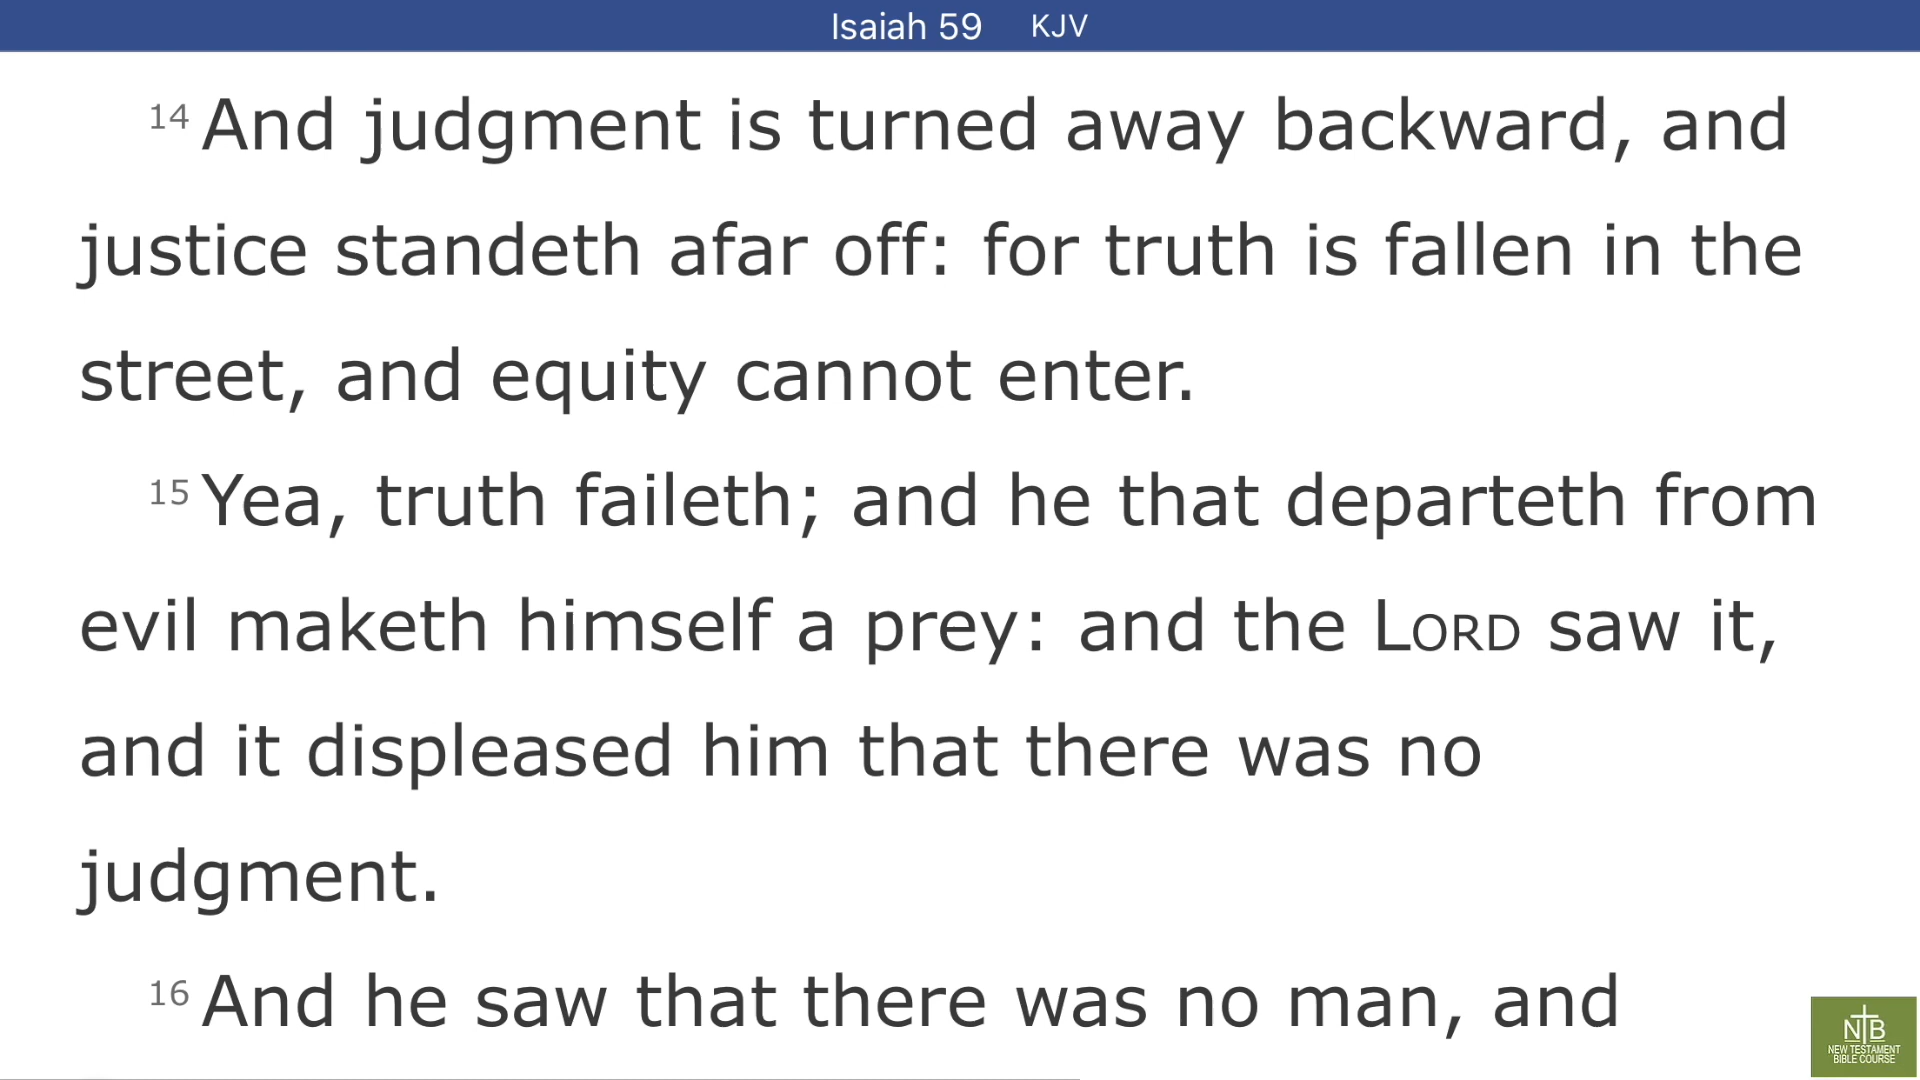 Isaiah 59 KJV
14 And judgment is turned away backward, and
justice standeth afar off: for truth is fallen in the
street, and equity cannot enter.
15 Yea, truth faileth; and he that departeth from
evil maketh himself a prey: and the LORD saw it,
and it displeased him that there was no
judgment.
16 And he saw that there was no man, and
NTB
NEW TESTAMENT
BIBLE COURSE